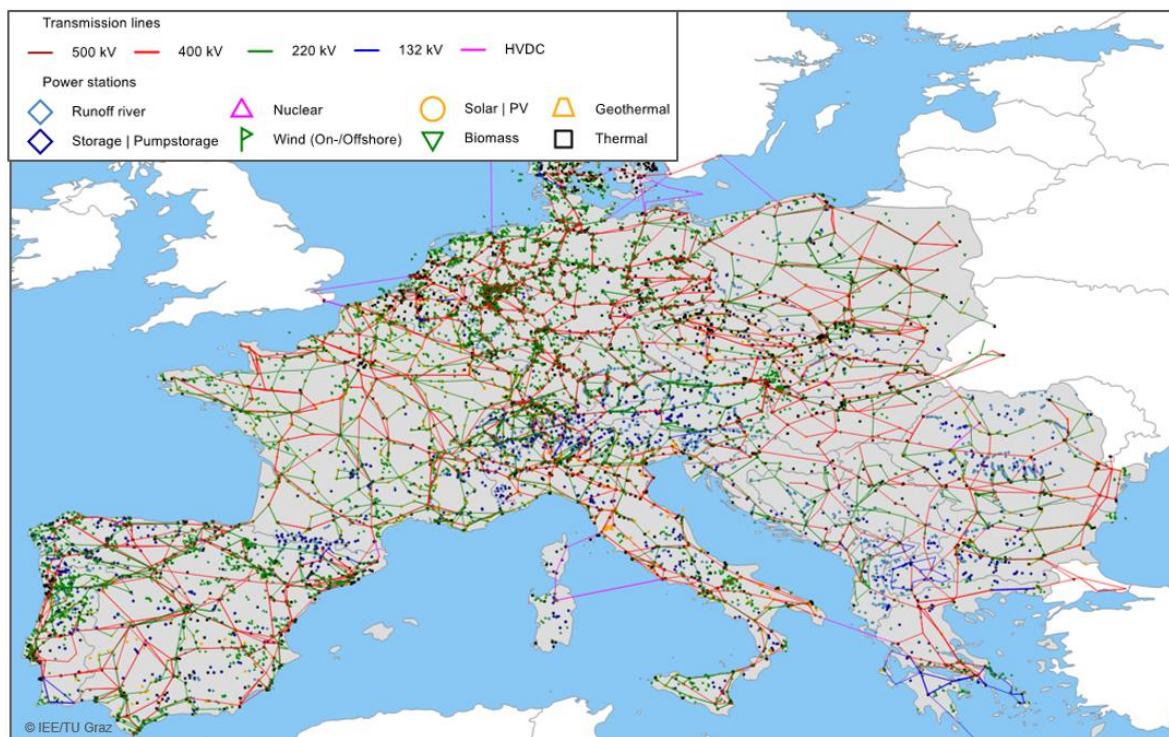 Transmission lines
500 kV 400 kV 220 kV 132 kV HVDC
Power stations
Runoff river Nuclear Solar | PV Geothermal
Storage | Pumpstorage Wind (On-/Offshore) Biomass Thermal
© IEE/TU Graz